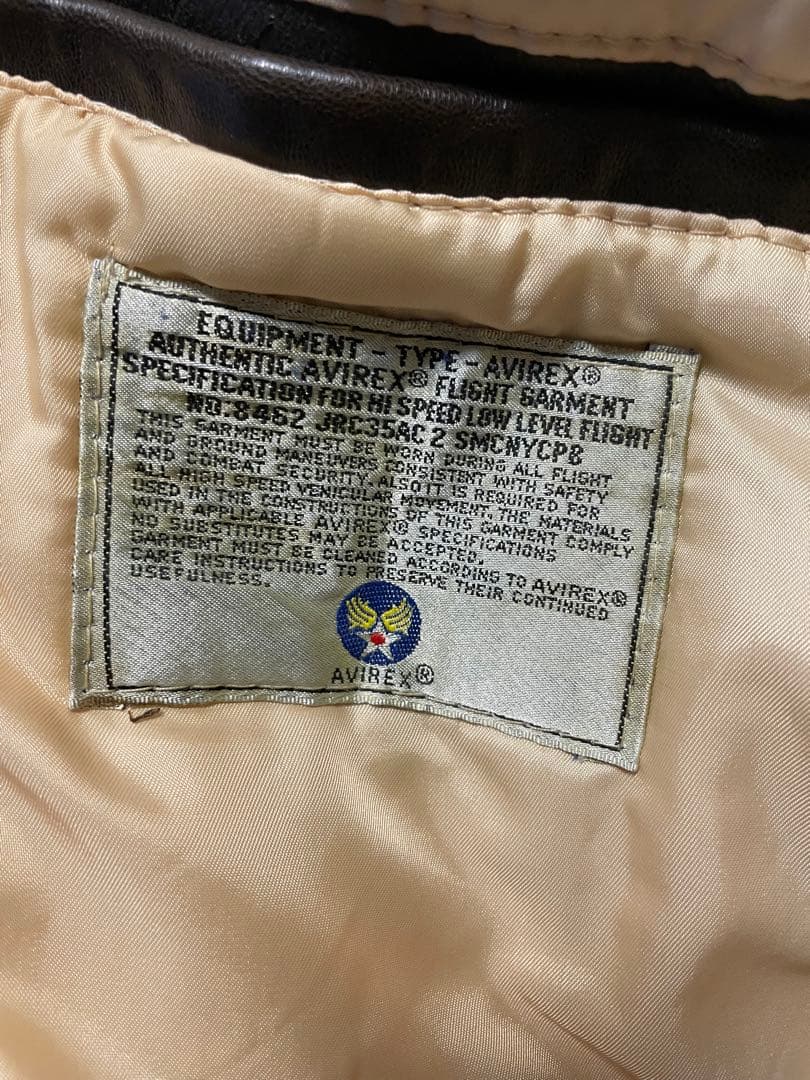 EQUIPMENT - TYPE - AVIREX®
AUTHENTIC AVIREX® FLIGHT GARMENT
SPECIFICATION FOR HI SPEED LOW LEVEL FLIGHT
NO. 8462 JRC35AC 2 SMCNYCPB
THIS GARMENT MUST BE WORN DURING ALL FLIGHT
AND GROUND MANEUVERS CONSISTENT WITH SAFETY
AND COMBAT SECURITY. ALSO IT IS REQUIRED FOR
ALL HIGH SPEED VEHICULAR MOVEMENT. THE MATERIALS
USED IN THE CONSTRUCTIONS OF THIS GARMENT COMPLY
WITH APPLICABLE AVIREX® SPECIFICATIONS
NO SUBSTITUTES MAY BE ACCEPTED.
GARMENT MUST BE CLEANED ACCORDING TO AVIREX®
CARE INSTRUCTIONS TO PRESERVE THEIR CONTINUED
USEFULNESS.
AVIREX®